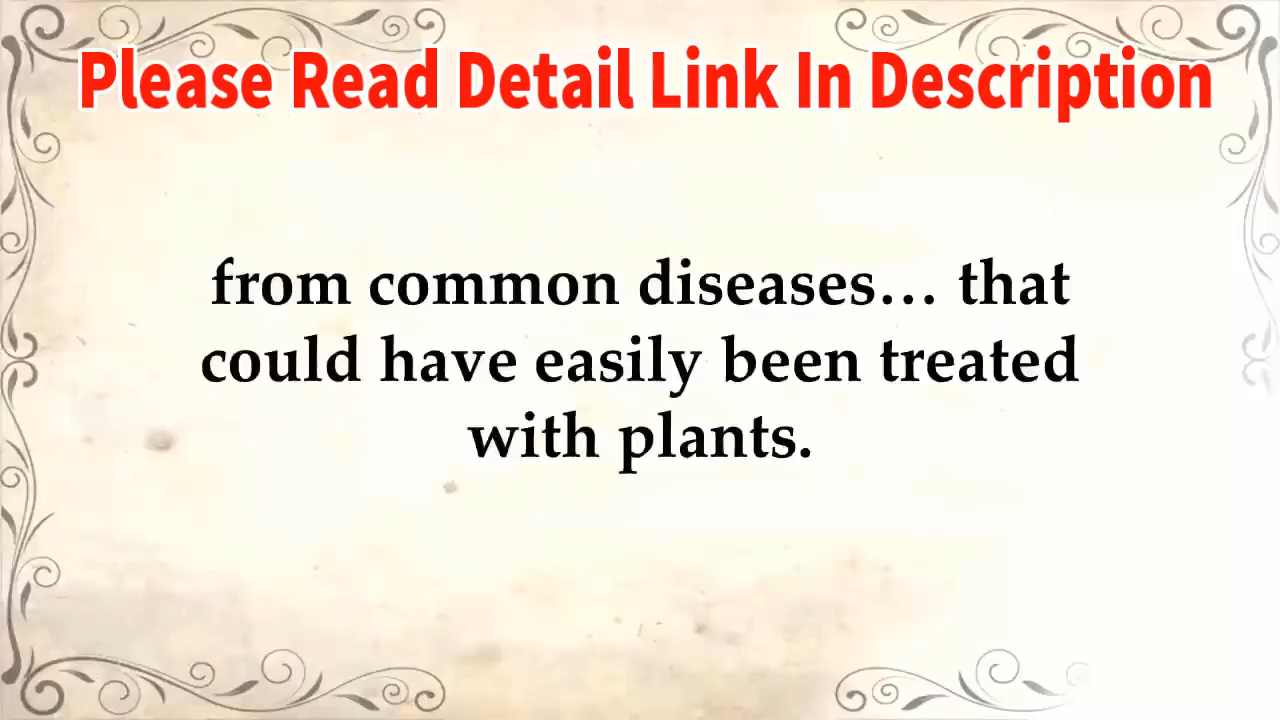 Please Read Detail Link In Description
from common diseases… that
could have easily been treated
with plants.